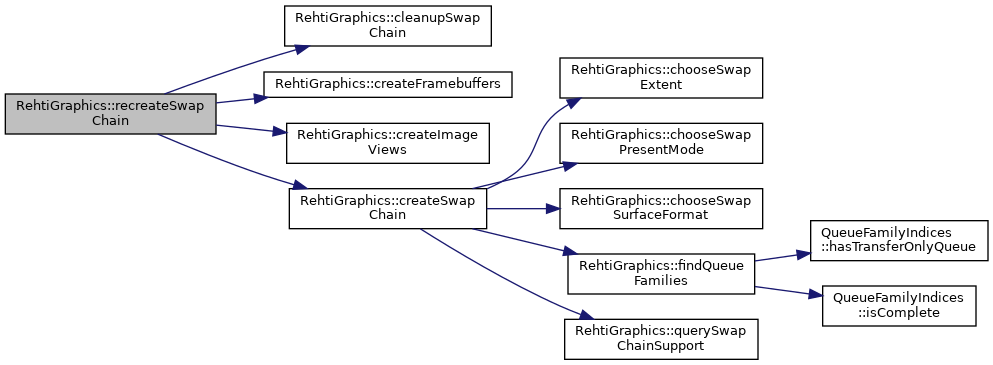 RehtiGraphics::recreateSwap
Chain
RehtiGraphics::cleanupSwap
Chain
RehtiGraphics::createFramebuffers
RehtiGraphics::createImage
Views
RehtiGraphics::createSwap
Chain
RehtiGraphics::chooseSwap
Extent
RehtiGraphics::chooseSwap
PresentMode
RehtiGraphics::chooseSwap
SurfaceFormat
RehtiGraphics::findQueue
Families
RehtiGraphics::querySwap
ChainSupport
QueueFamilyIndices
::hasTransferOnlyQueue
QueueFamilyIndices
::isComplete